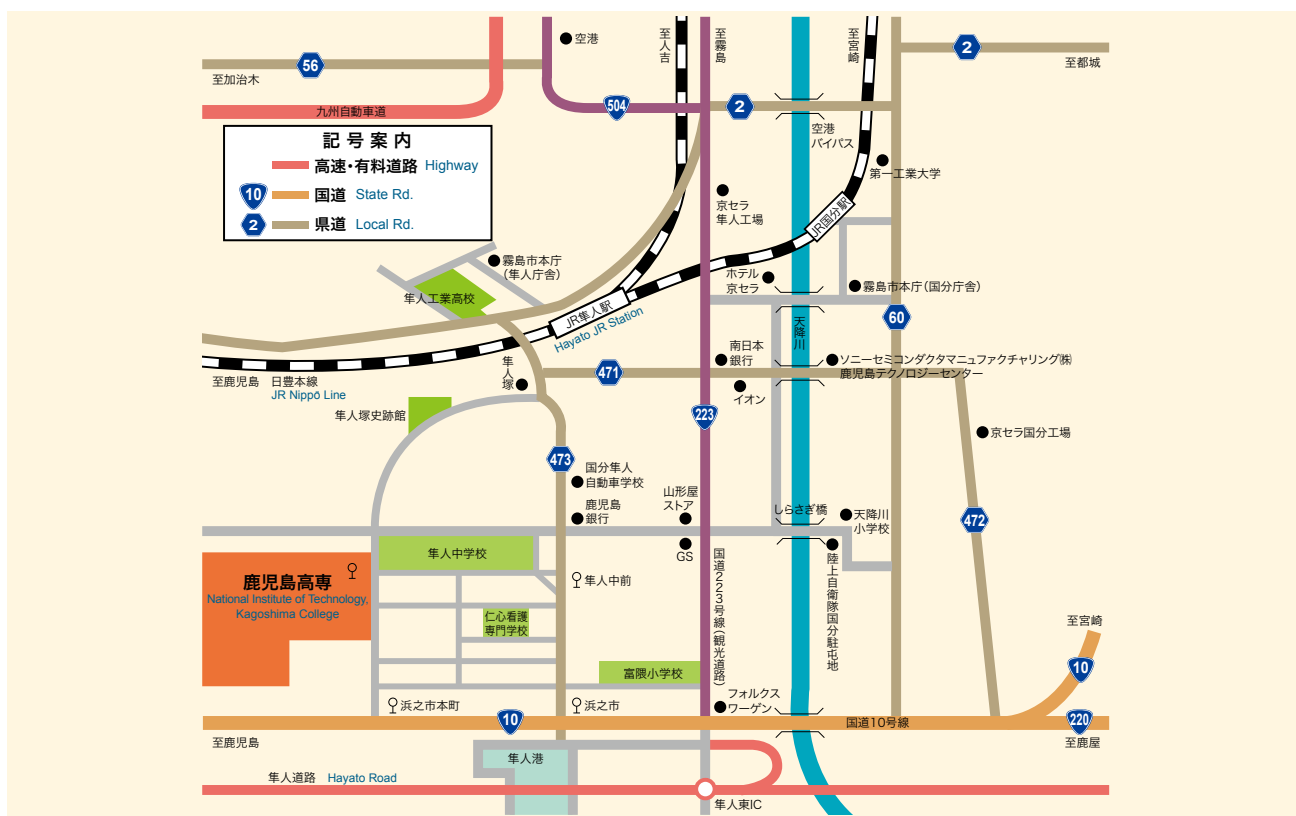 空港
至人吉
至霧島
至宮崎
2
至都城
56
至加治木
504
2
九州自動車道
空港
バイパス
記号案内
高速・有料道路 Highway
10 国道 State Rd.
2 県道 Local Rd.
第一工業大学
京セラ
隼人工場
JR国分駅
霧島市本庁
(隼人庁舎)
隼人工業高校
ホテル
京セラ
霧島市本庁(国分庁舎)
JR隼人駅
Hayato JR Station
天降川
60
至鹿児島
日豊本線
JR Nippō Line
隼人塚
471
南日本
銀行
ソニーセミコンダクタマニュファクチャリング㈱
鹿児島テクノロジーセンター
イオン
隼人塚史跡館
223
京セラ国分工場
473
国分隼人
自動車学校
鹿児島
銀行
山形屋
ストア
しらさぎ橋
天降川
小学校
472
GS
隼人中学校
鹿児島高専
National Institute of Technology,
Kagoshima College
隼人中前
国道223号線(観光道路)
陸上自衛隊国分駐屯地
仁心看護
専門学校
至宮崎
富隈小学校
10
浜之市本町
浜之市
フォルクス
ワーゲン
10
国道10号線
220
至鹿児島
至鹿屋
隼人港
隼人道路 Hayato Road
隼人東IC